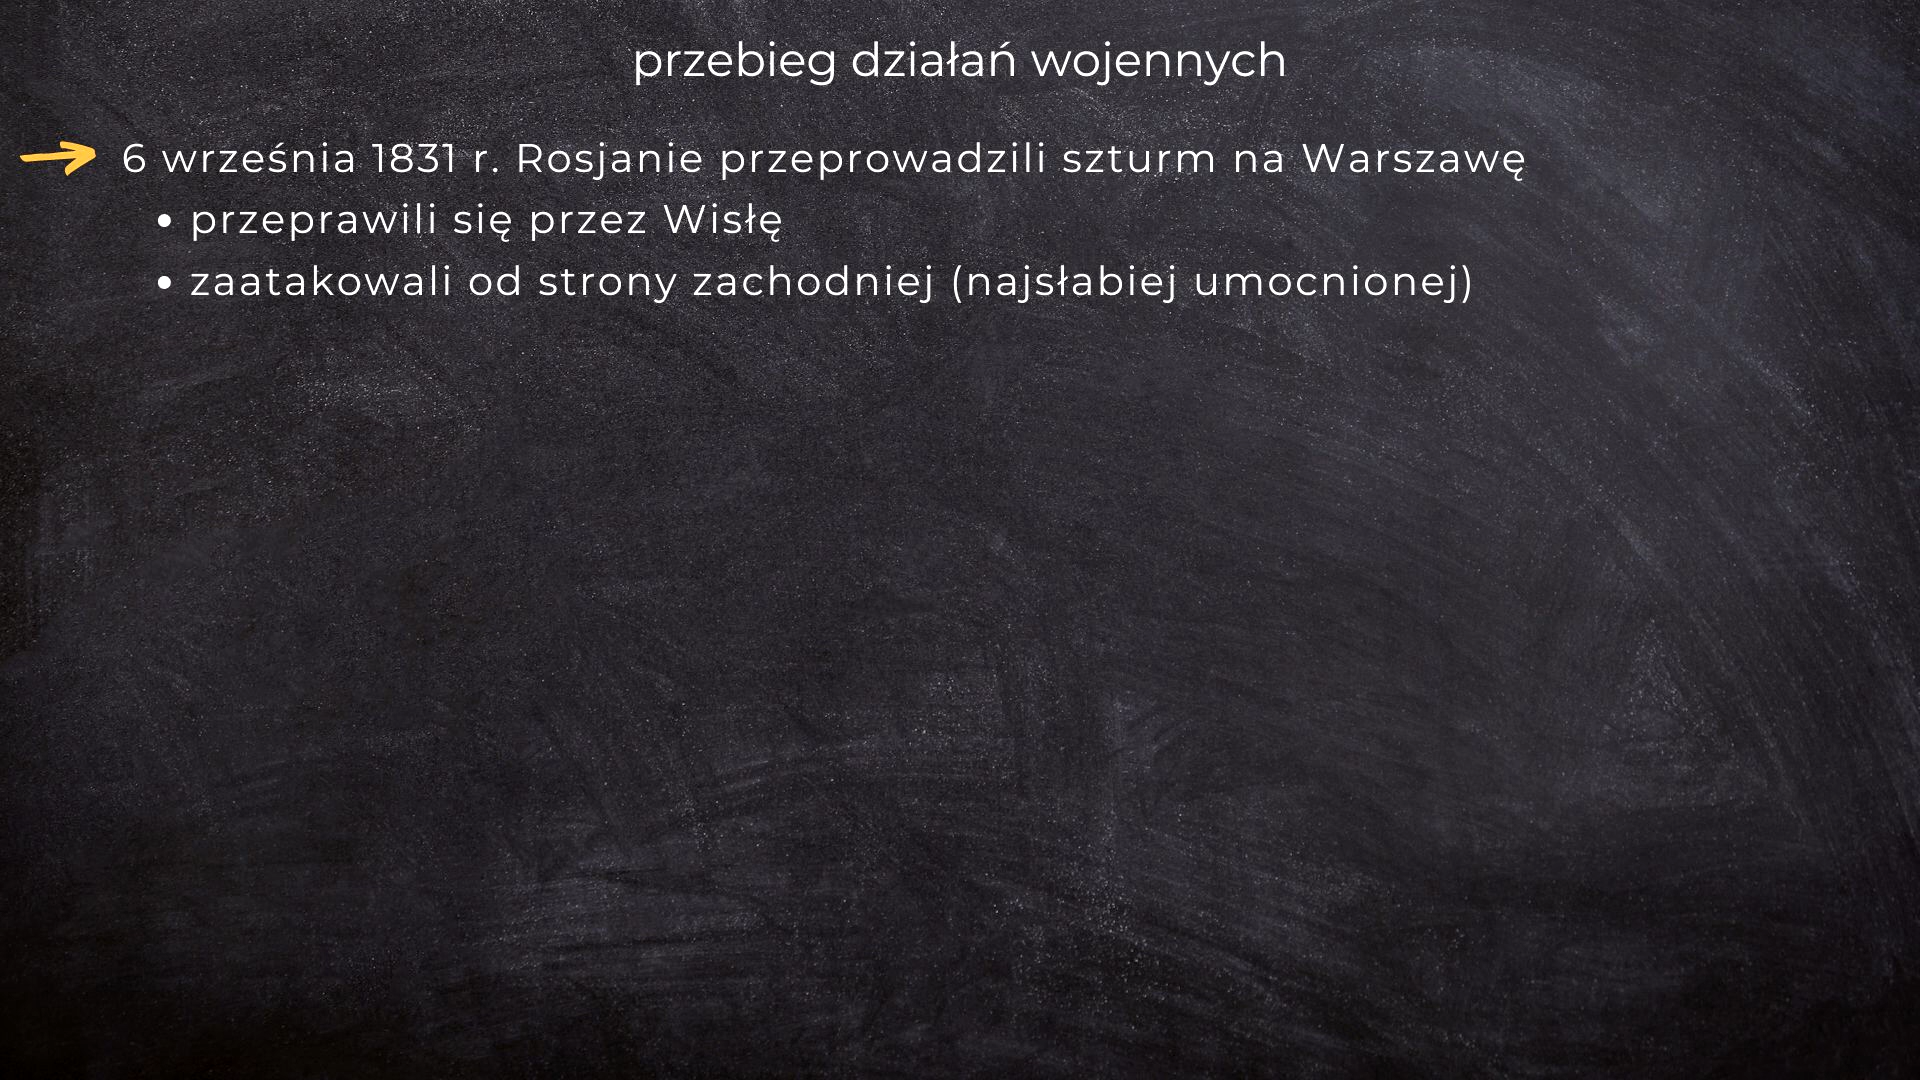 przebieg działań wojennych
6 września 1831 r. Rosjanie przeprowadzili szturm na Warszawę
• przeprawili się przez Wisłę
• zaatakowali od strony zachodniej (najsłabiej umocnionej)